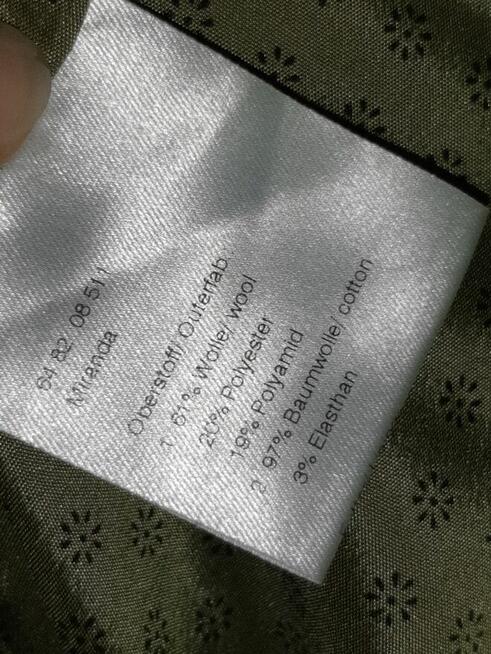 64 82 08 511
Miranda
Oberstoff/ Outerfab.
1 61% Wolle/ wool
20% Polyester
19% Polyamid
2 97% Baumwolle/ cotton
3% Elasthan